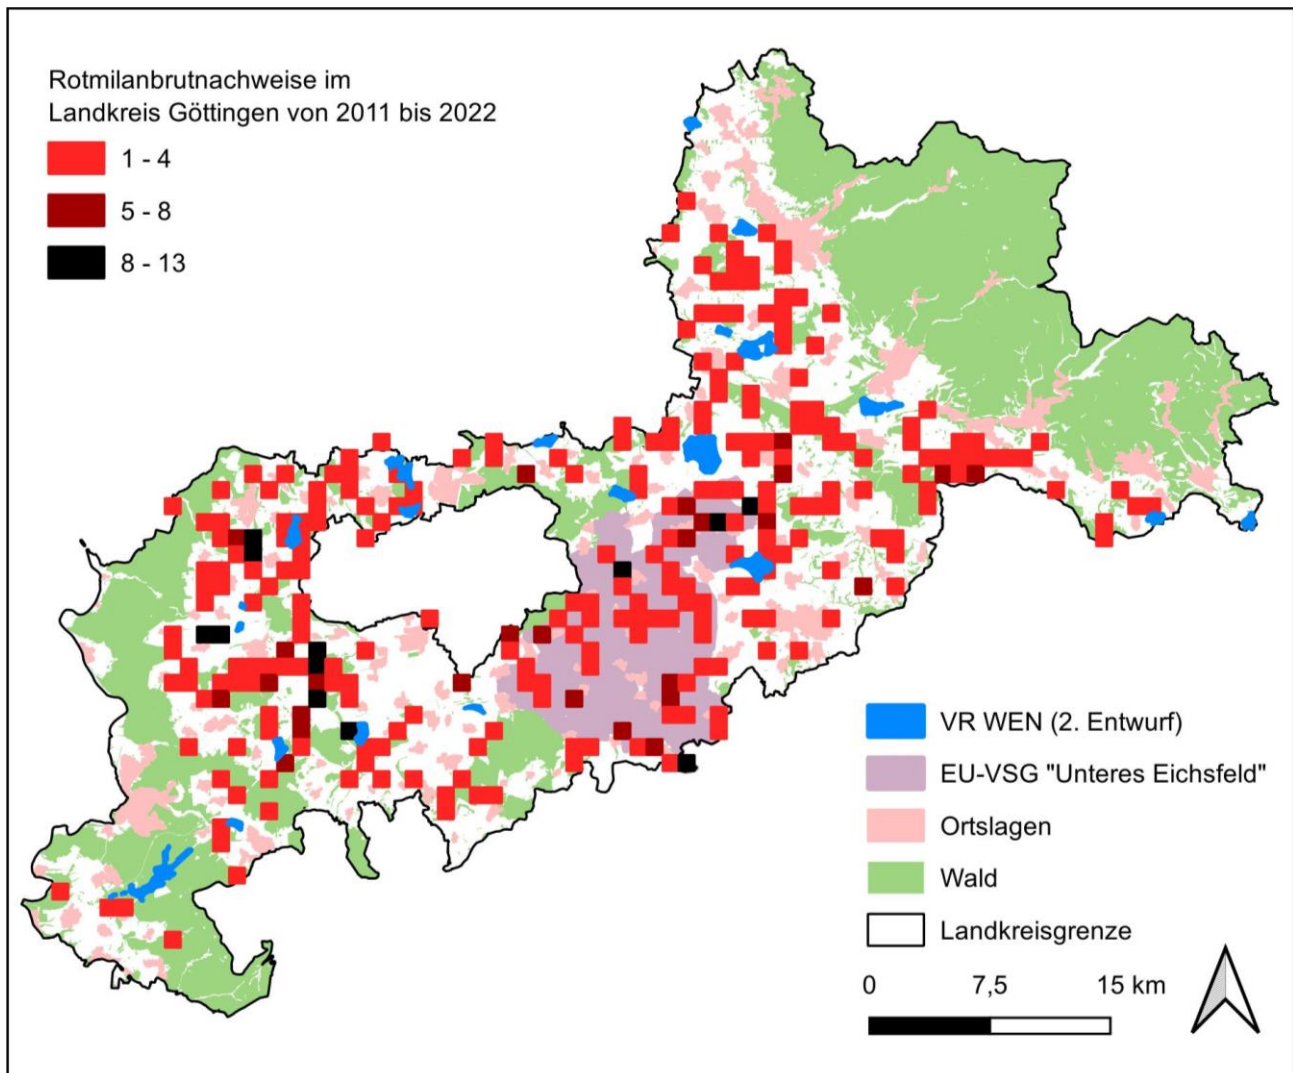 Rotmilanbrutnachweise im
Landkreis Göttingen von 2011 bis 2022
1 - 4
5 - 8
8 - 13
VR WEN (2. Entwurf)
EU-VSG "Unteres Eichsfeld"
Ortslagen
Wald
Landkreisgrenze
0 7,5 15 km